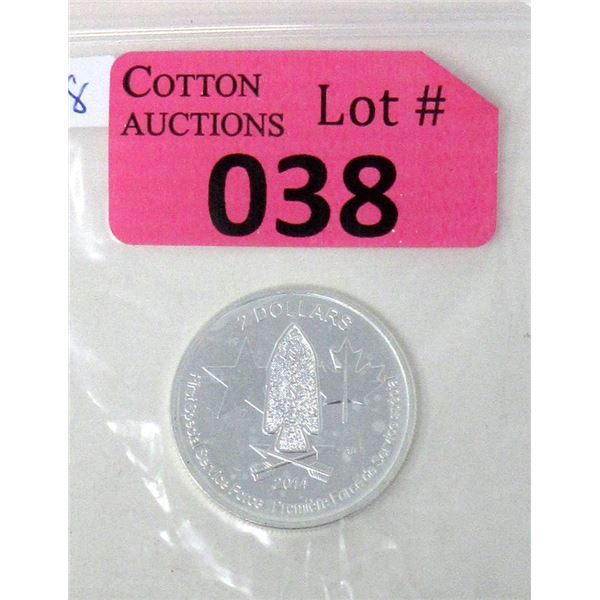 8
COTTON
AUCTIONS
Lot #
038
2 DOLLARS
First Special Service Force
Première Force de Service spécial
2014